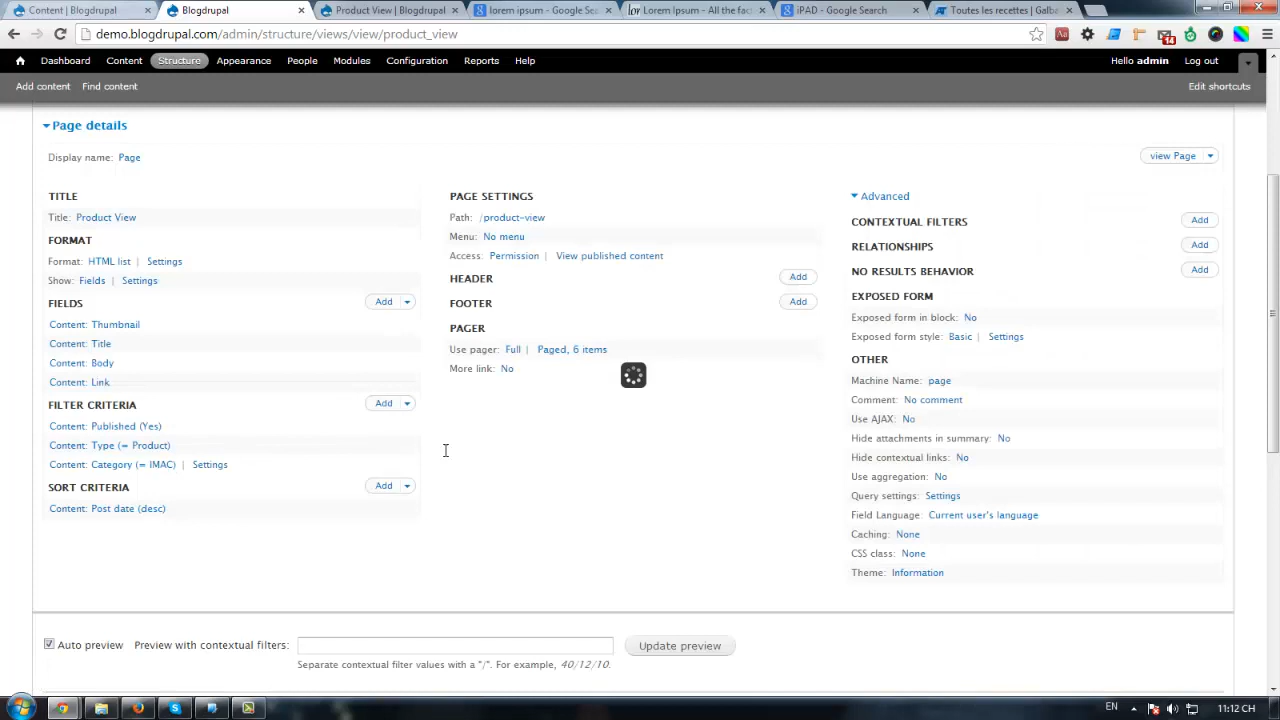 Content | Blogdrupal
Blogdrupal
Product View | Blogdrupal
lorem ipsum - Google Sea
Lorem Ipsum - All the fac
iPAD - Google Search
Toutes les recettes | Galba
demo.blogdrupal.com/admin/structure/views/view/product_view
14
Dashboard Content Structure Appearance People Modules Configuration Reports Help Hello admin Log out
Add content Find content Edit shortcuts
Page details
Display name: Page view Page
TITLE
Title: Product View
FORMAT
Format: HTML list | Settings
Show: Fields | Settings
FIELDS Add
Content: Thumbnail
Content: Title
Content: Body
Content: Link
FILTER CRITERIA Add
Content: Published (Yes)
Content: Type (= Product)
Content: Category (= IMAC) | Settings
SORT CRITERIA Add
Content: Post date (desc)
PAGE SETTINGS
Path: /product-view
Menu: No menu
Access: Permission | View published content
HEADER Add
FOOTER Add
PAGER
Use pager: Full | Paged, 6 items
More link: No
Advanced
CONTEXTUAL FILTERS Add
RELATIONSHIPS Add
NO RESULTS BEHAVIOR Add
EXPOSED FORM
Exposed form in block: No
Exposed form style: Basic | Settings
OTHER
Machine Name: page
Comment: No comment
Use AJAX: No
Hide attachments in summary: No
Hide contextual links: No
Use aggregation: No
Query settings: Settings
Field Language: Current user's language
Caching: None
CSS class: None
Theme: Information
Auto preview Preview with contextual filters: Update preview
Separate contextual filter values with a "/". For example, 40/12/10.
EN 11:12 CH